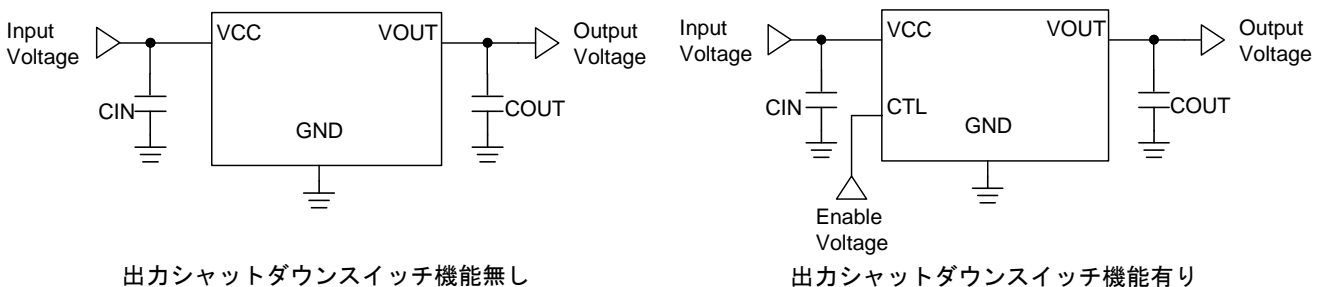 Input
Voltage
VCC
VOUT
Output
Voltage
CIN
COUT
GND
出力シャットダウンスイッチ機能無し
Input
Voltage
VCC
VOUT
Output
Voltage
CIN
CTL
COUT
GND
Enable
Voltage
出力シャットダウンスイッチ機能有り